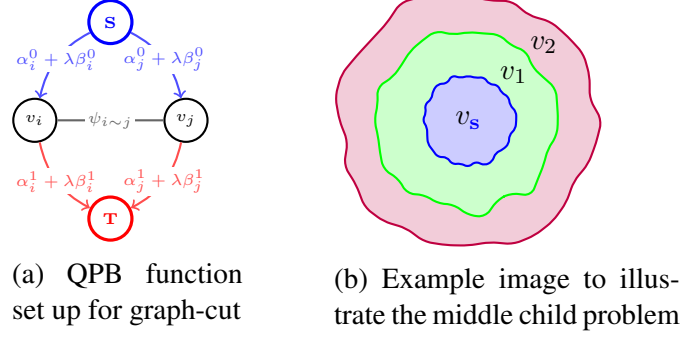 S
α_i^0 + λβ_i^0 α_j^0 + λβ_j^0
v_i ψ_{i∼j} v_j
α_i^1 + λβ_i^1 α_j^1 + λβ_j^1
T
(a) QPB function
set up for graph-cut
v_2
v_1
v_s
(b) Example image to illus-
trate the middle child problem